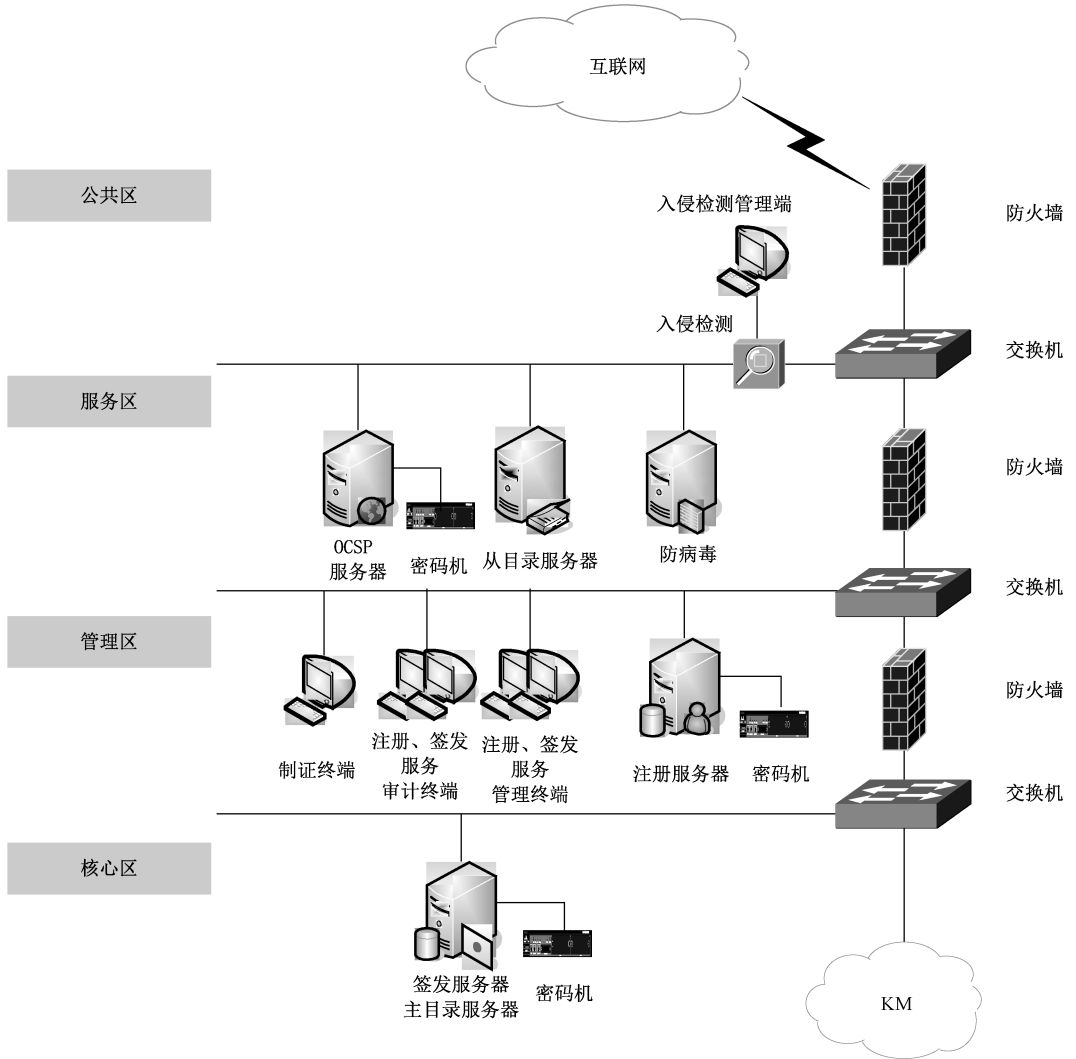 互联网
公共区
入侵检测管理端
防火墙
入侵检测
交换机
服务区
防火墙
OCSP
服务器
密码机
从目录服务器
防病毒
交换机
管理区
防火墙
制证终端
注册、签发
服务
审计终端
注册、签发
服务
管理终端
注册服务器
密码机
交换机
核心区
签发服务器
主目录服务器
密码机
KM